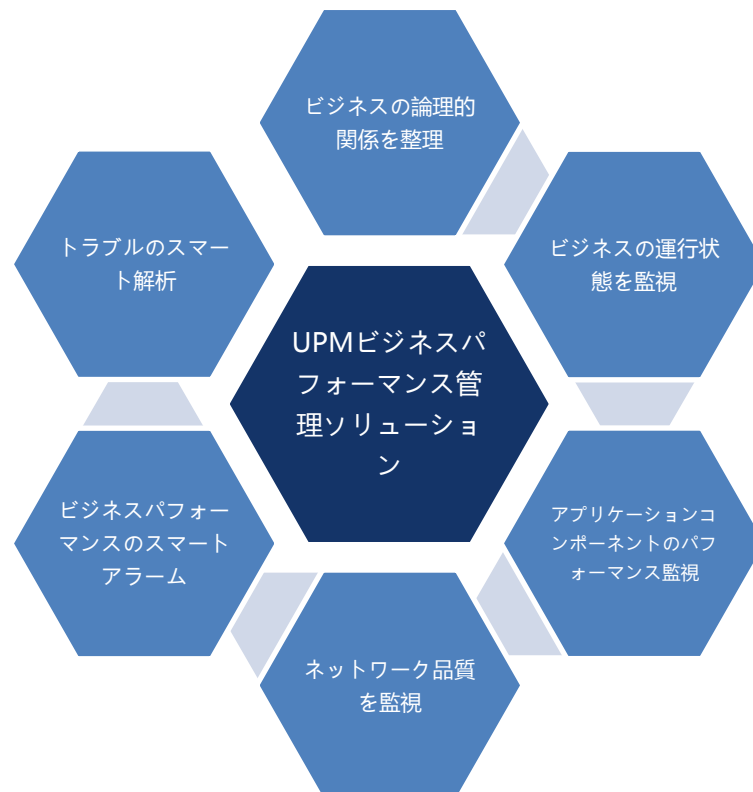 ビジネスの論理的
関係を整理
トラブルのスマー
ト解析
ビジネスの運行状
態を監視
UPMビジネスパ
フォーマンス管
理ソリューショ
ン
ビジネスパフォー
マンスのスマート
アラーム
アプリケーションコ
ンポーネントのパフ
ォーマンス監視
ネットワーク品質
を監視